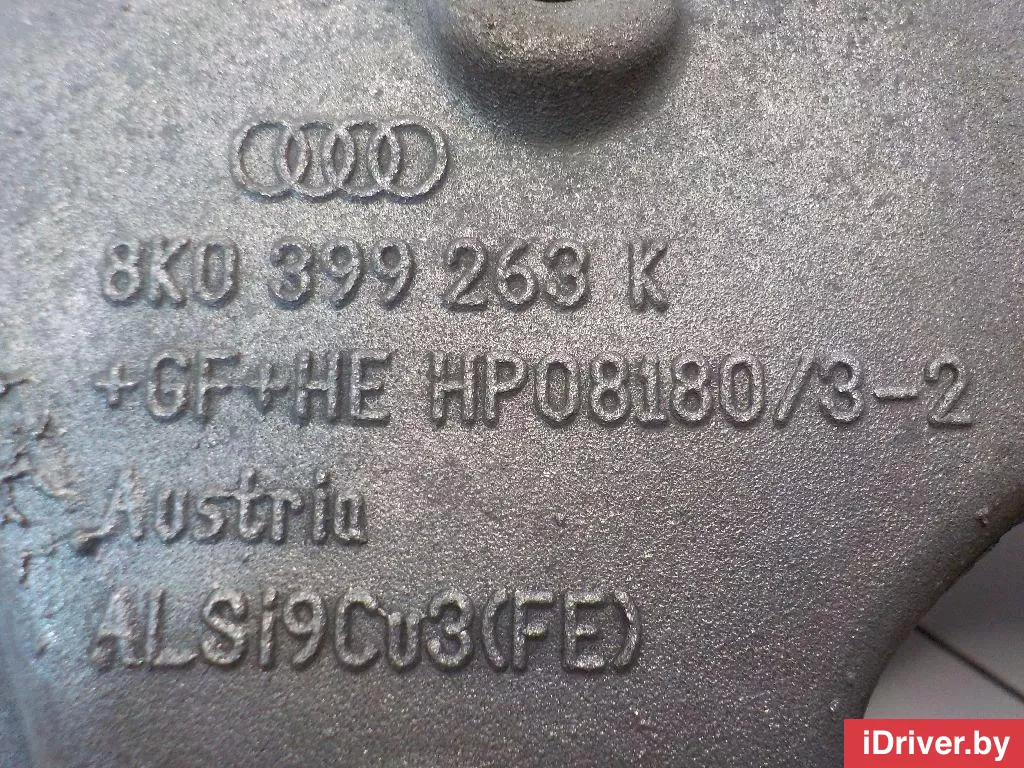 8K0 399 263 K
+GF+HE HP08180/3-2
Austria
ALSi9Cu3(FE)
iDriver.by